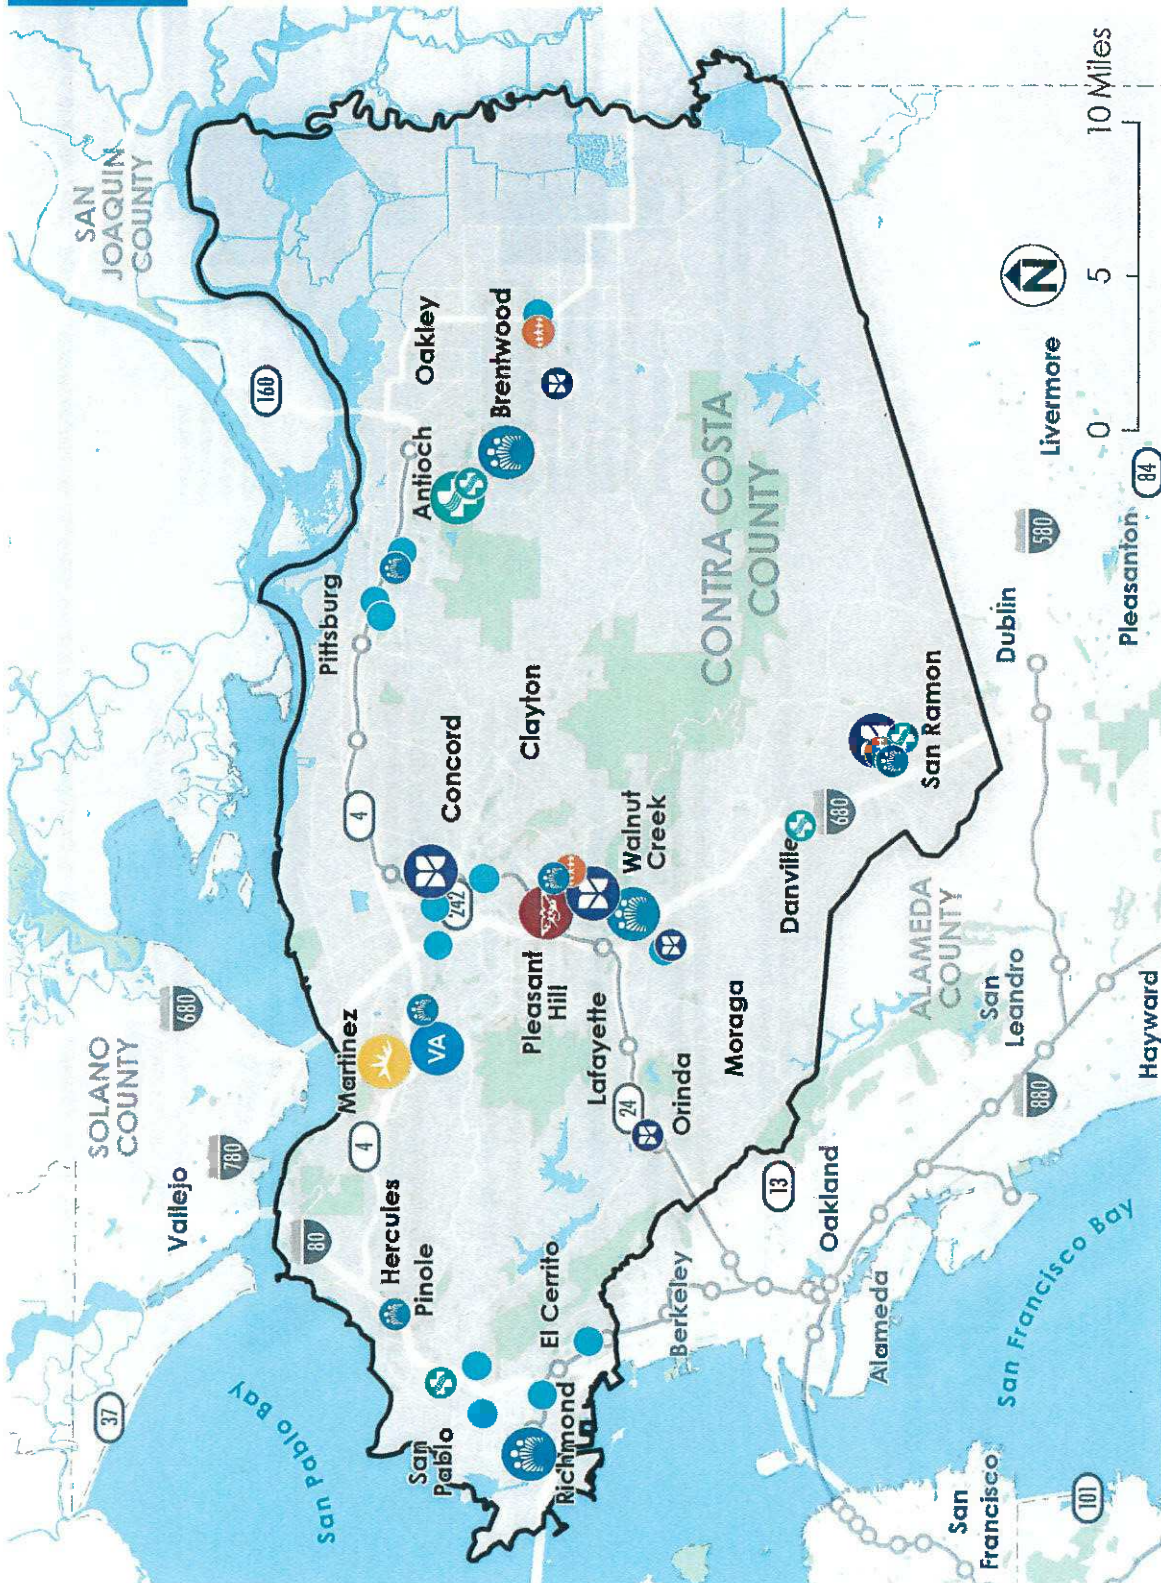 SAN
JOAQUIN
COUNTY
160
SOLANO
COUNTY
680
780
Vallejo
37
San Pablo Bay
80
4
Martinez
4
Pittsburg
Antioch
Oakley
Brentwood
Hercules
Pinole
VA
242
Concord
Clayton
San
Pablo
Richmond
El Cerrito
Pleasant
Hill
Lafayette
24
Orinda
Moraga
Walnut
Creek
CONTRA COSTA
COUNTY
Danville
680
San Ramon
ALAMEDA
COUNTY
Berkeley
13
Oakland
Alameda
San
Leandro
880
Hayward
Dublin
580
Livermore
Pleasanton
84
San Francisco Bay
San
Francisco
101
N
0
5
10 Miles